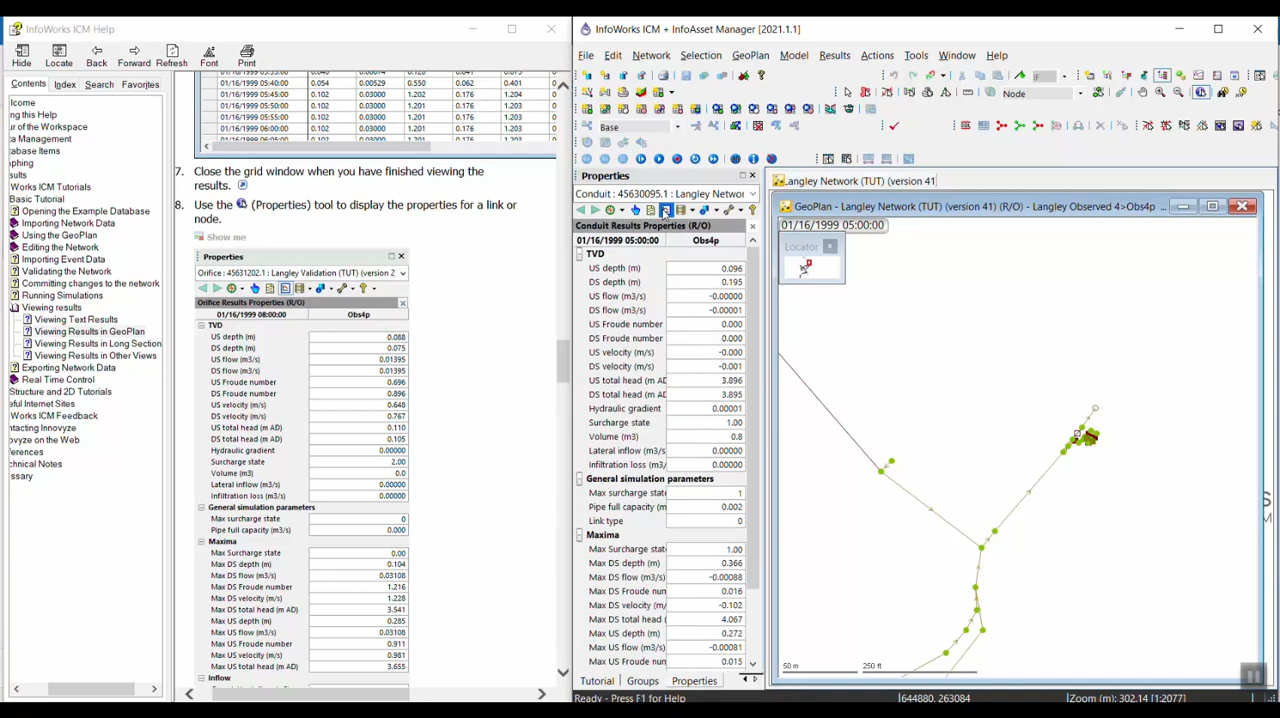 InfoWorks ICM Help
Hide
Locate
Back
Forward
Refresh
Font
Print
Contents
Index
Search
Favorites
lcome
ng this Help
ur of the Workspace
ta Management
tabase Items
phing
sults
Works ICM Tutorials
Basic Tutorial
Opening the Example Database
Importing Network Data
Using the GeoPlan
Editing the Network
Importing Event Data
Validating the Network
Committing changes to the network
Running Simulations
Viewing results
Viewing Text Results
Viewing Results in GeoPlan
Viewing Results in Long Section
Viewing Results in Other Views
Exporting Network Data
Real Time Control
Structure and 2D Tutorials
eful Internet Sites
Works ICM Feedback
ntacting Innovyze
ovyze on the Web
ferences
chnical Notes
ssary
01/16/1999 05:40:00 0.054 0.00529 0.550 0.062 0.401
01/16/1999 05:45:00 0.102 0.03000 1.201 0.176 1.204
01/16/1999 05:50:00 0.102 0.03000 1.202 0.176 1.203
01/16/1999 05:55:00 0.102 0.03000 1.202 0.176 1.203
01/16/1999 06:00:00 0.102 0.03000 1.202 0.176 1.203
7. Close the grid window when you have finished viewing the
results.
8. Use the (Properties) tool to display the properties for a link or
node.
Show me
Properties
Orifice : 45631202.1 : Langley Validation (TUT) (version 2
Orifice Results Properties (R/O)
01/16/1999 08:00:00 Obs4p
TVD
US depth (m) 0.088
DS depth (m) 0.075
US flow (m3/s) 0.01395
DS flow (m3/s) 0.01395
US Froude number 0.696
DS Froude number 0.896
US velocity (m/s) 0.648
DS velocity (m/s) 0.767
US total head (m AD) 0.110
DS total head (m AD) 0.105
Hydraulic gradient 0.00000
Surcharge state 2.00
Volume (m3) 0.0
Lateral inflow (m3/s) 0.00000
Infiltration loss (m3/s) 0.00000
General simulation parameters
Max surcharge state 0
Pipe full capacity (m3/s) 0.000
Maxima
Max Surcharge state 0.00
Max DS depth (m) 0.104
Max DS flow (m3/s) 0.03108
Max DS Froude number 1.216
Max DS velocity (m/s) 1.228
Max DS total head (m AD) 3.541
Max US depth (m) 0.285
Max US flow (m3/s) 0.03108
Max US Froude number 0.911
Max US velocity (m/s) 0.981
Max US total head (m AD) 3.655
Inflow
InfoWorks ICM + InfoAsset Manager [2021.1.1]
File Edit Network Selection GeoPlan Model Results Actions Tools Window Help
Node
Base
Properties
Conduit : 45630095.1 : Langley Networ
Conduit Results Properties (R/O)
01/16/1999 05:00:00 Obs4p
TVD
US depth (m) 0.096
DS depth (m) 0.195
US flow (m3/s) -0.00000
DS flow (m3/s) -0.00001
US Froude number 0.000
DS Froude number 0.000
US velocity (m/s) -0.000
DS velocity (m/s) -0.001
US total head (m AD 3.896
DS total head (m AD 3.895
Hydraulic gradient 0.00001
Surcharge state 1.00
Volume (m3) 0.8
Lateral inflow (m3/s) 0.00000
Infiltration loss (m3/ 0.00000
General simulation parameters
Max surcharge state 1
Pipe full capacity (m 0.002
Link type 0
Maxima
Max Surcharge state 1.00
Max DS depth (m) 0.366
Max DS flow (m3/s) -0.00088
Max DS Froude num 0.016
Max DS velocity (m/ -0.102
Max DS total head ( 4.067
Max US depth (m) 0.272
Max US flow (m3/s) -0.00081
Max US Froude num 0.015
Tutorial
Groups
Properties
Langley Network (TUT) (version 41
GeoPlan - Langley Network (TUT) (version 41) (R/O) - Langley Observed 4>Obs4p ...
01/16/1999 05:00:00
Locator
50 m
250 ft
Ready - Press F1 for Help
644880, 263084
Zoom (m): 302.14 [1:2077]